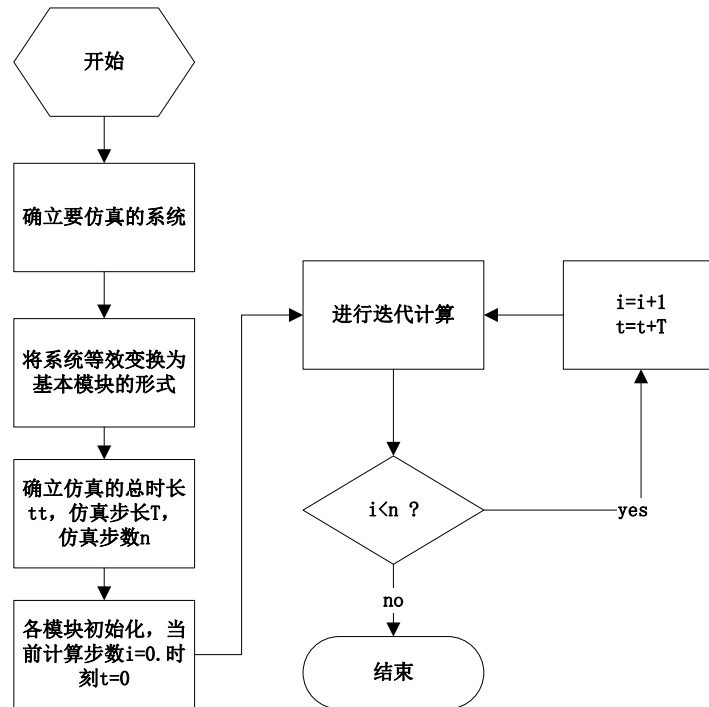 开始
确立要仿真的系统
将系统等效变换为
基本模块的形式
确立仿真的总时长
tt，仿真步长T，
仿真步数n
各模块初始化，当
前计算步数i=0.时
刻t=0
进行迭代计算
i=i+1
t=t+T
i<n ?
yes
no
结束